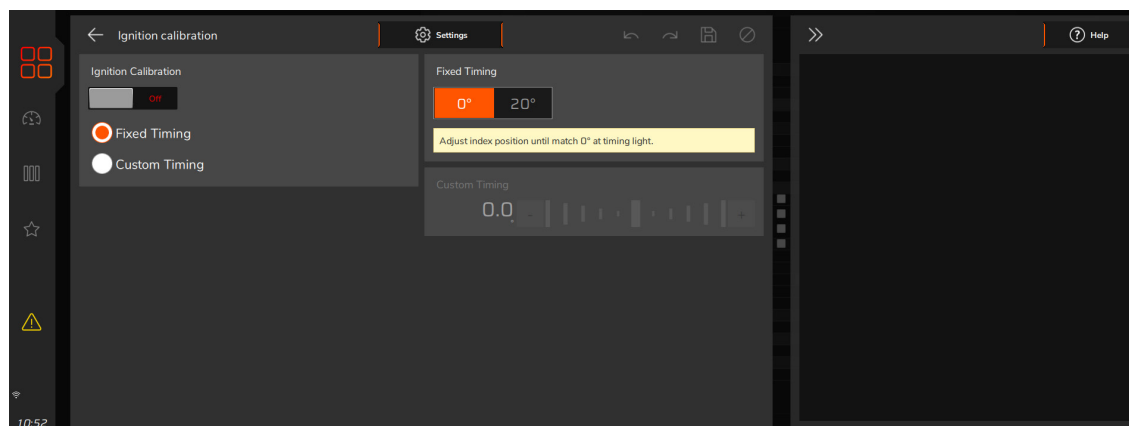 Ignition calibration
Settings
Help
Ignition Calibration
Off
Fixed Timing
Custom Timing
Fixed Timing
0°
20°
Adjust index position until match 0° at timing light.
Custom Timing
0.0
-
+
10:52